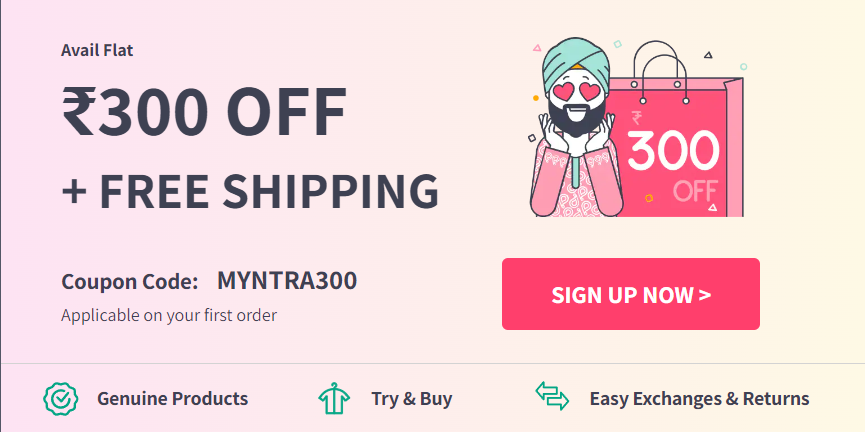 Avail Flat
₹300 OFF
+ FREE SHIPPING
₹
300
OFF
Coupon Code: MYNTRA300
Applicable on your first order
SIGN UP NOW >
Genuine Products
Try & Buy
Easy Exchanges & Returns